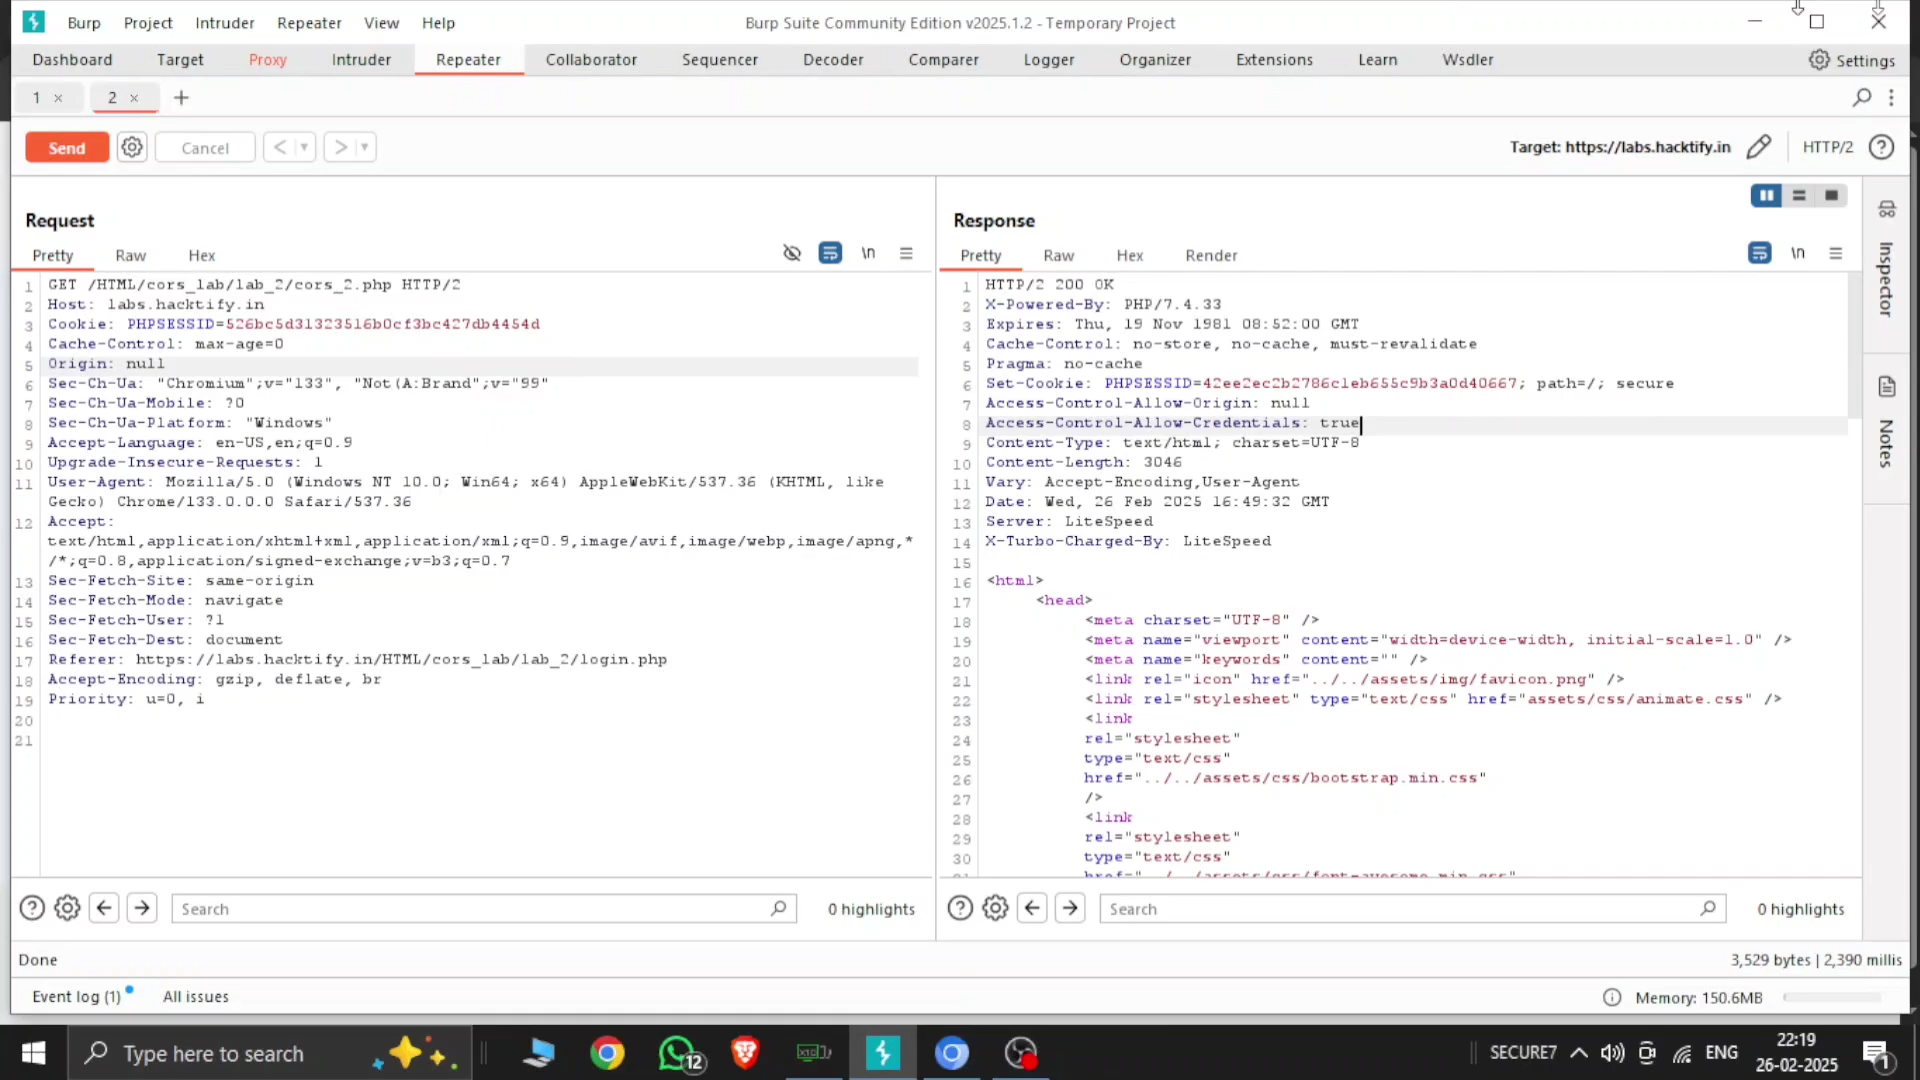 Burp Project Intruder Repeater View Help
Burp Suite Community Edition v2025.1.2 - Temporary Project
Dashboard Target Proxy Intruder Repeater Collaborator Sequencer Decoder Comparer Logger Organizer Extensions Learn Wsdler Settings
1 × 2 × +
Send Cancel < >
Target: https://labs.hacktify.in HTTP/2
Request
Pretty Raw Hex \n
1 GET /HTML/cors_lab/lab_2/cors_2.php HTTP/2
2 Host: labs.hacktify.in
3 Cookie: PHPSESSID=526bc5d31323516b0cf3bc427db4454d
4 Cache-Control: max-age=0
5 Origin: null
6 Sec-Ch-Ua: "Chromium";v="133", "Not(A:Brand";v="99"
7 Sec-Ch-Ua-Mobile: ?0
8 Sec-Ch-Ua-Platform: "Windows"
9 Accept-Language: en-US,en;q=0.9
10 Upgrade-Insecure-Requests: 1
11 User-Agent: Mozilla/5.0 (Windows NT 10.0; Win64; x64) AppleWebKit/537.36 (KHTML, like
Gecko) Chrome/133.0.0.0 Safari/537.36
12 Accept:
text/html,application/xhtml+xml,application/xml;q=0.9,image/avif,image/webp,image/apng,*
/*;q=0.8,application/signed-exchange;v=b3;q=0.7
13 Sec-Fetch-Site: same-origin
14 Sec-Fetch-Mode: navigate
15 Sec-Fetch-User: ?1
16 Sec-Fetch-Dest: document
17 Referer: https://labs.hacktify.in/HTML/cors_lab/lab_2/login.php
18 Accept-Encoding: gzip, deflate, br
19 Priority: u=0, i
20
21
Search
0 highlights
Response
Pretty Raw Hex Render \n
1 HTTP/2 200 OK
2 X-Powered-By: PHP/7.4.33
3 Expires: Thu, 19 Nov 1981 08:52:00 GMT
4 Cache-Control: no-store, no-cache, must-revalidate
5 Pragma: no-cache
6 Set-Cookie: PHPSESSID=42ee2ec2b2786c1eb655c9b3a0d40667; path=/; secure
7 Access-Control-Allow-Origin: null
8 Access-Control-Allow-Credentials: true
9 Content-Type: text/html; charset=UTF-8
10 Content-Length: 3046
11 Vary: Accept-Encoding,User-Agent
12 Date: Wed, 26 Feb 2025 16:49:32 GMT
13 Server: LiteSpeed
14 X-Turbo-Charged-By: LiteSpeed
15
16 <html>
17 <head>
18 <meta charset="UTF-8" />
19 <meta name="viewport" content="width=device-width, initial-scale=1.0" />
20 <meta name="keywords" content="" />
21 <link rel="icon" href="../../assets/img/favicon.png" />
22 <link rel="stylesheet" type="text/css" href="assets/css/animate.css" />
23 <link
24 rel="stylesheet"
25 type="text/css"
26 href="../../assets/css/bootstrap.min.css"
27 />
28 <link
29 rel="stylesheet"
30 type="text/css"
href="../../assets/css/font-awesome.min.css"
Search
0 highlights
Inspector
Notes
Done
3,529 bytes | 2,390 millis
Event log (1) All issues
Memory: 150.6MB
Type here to search
12
SECURE7
ENG
22:19
26-02-2025
1